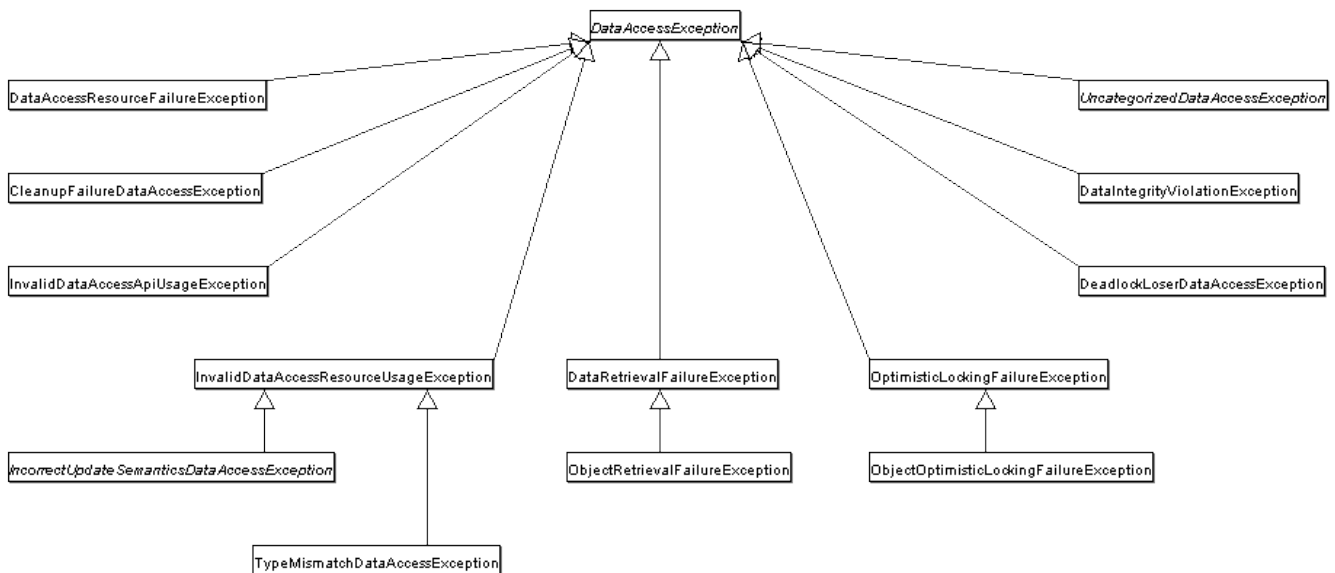 DataAccessException
DataAccessResourceFailureException
UncategorizedDataAccessException
CleanupFailureDataAccessException
DataIntegrityViolationException
InvalidDataAccessApiUsageException
DeadlockLoserDataAccessException
InvalidDataAccessResourceUsageException
DataRetrievalFailureException
OptimisticLockingFailureException
IncorrectUpdateSemanticsDataAccessException
ObjectRetrievalFailureException
ObjectOptimisticLockingFailureException
TypeMismatchDataAccessException